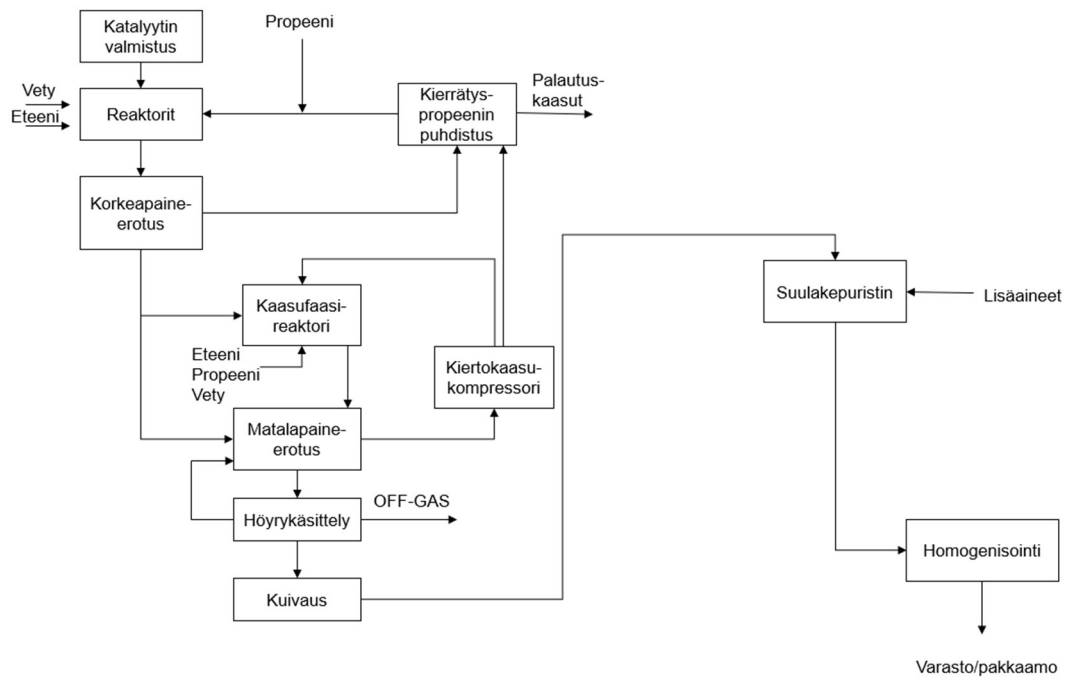 Katalyytin
valmistus
Propeeni
Vety
Eteeni
Reaktorit
Kierrätys-
propeenin
puhdistus
Palautus-
kaasut
Korkeapaine-
erotus
Kaasufaasi-
reaktori
Suulakepuristin
Lisäaineet
Eteeni
Propeeni
Vety
Kiertokaasu-
kompressori
Matalapaine-
erotus
OFF-GAS
Höyrykäsittely
Homogenisointi
Kuivaus
Varasto/pakkaamo